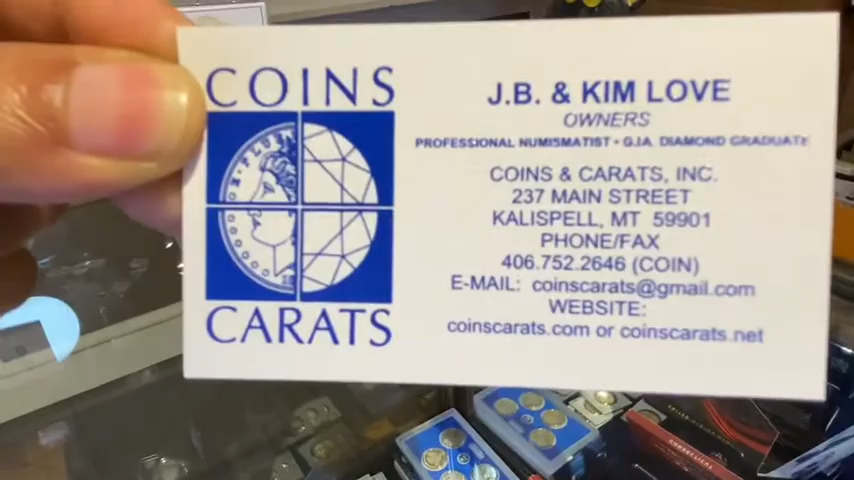 COINS
E · PLURI
CARATS
J.B. & KIM LOVE
OWNERS
PROFESSIONAL NUMISMATIST • G.I.A. DIAMOND GRADUATE
COINS & CARATS, INC.
237 MAIN STREET
KALISPELL, MT 59901
PHONE/FAX
406.752.2646 (COIN)
E-MAIL: coinscarats@gmail.com
WEBSITE:
coinscarats.com or coinscarats.net